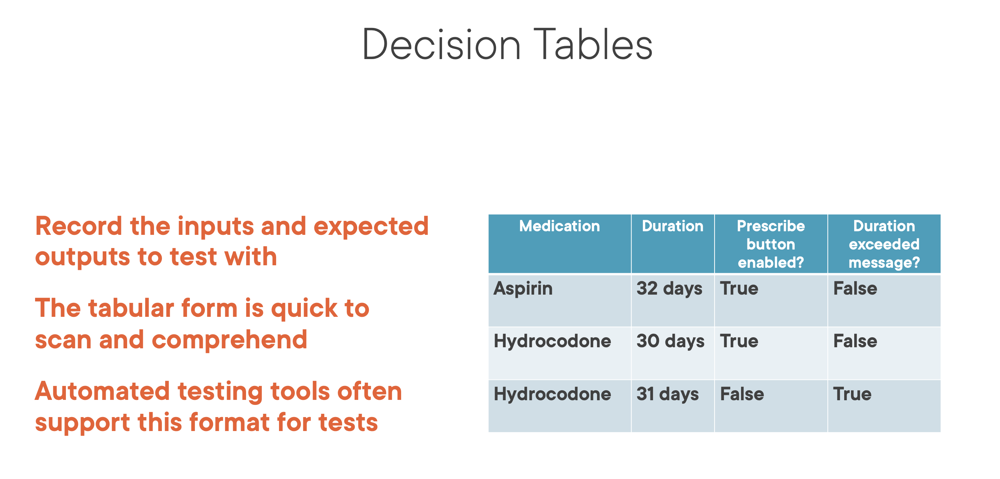 Decision Tables
Record the inputs and expected
outputs to test with
The tabular form is quick to
scan and comprehend
Automated testing tools often
support this format for tests
Medication Duration Prescribe button enabled? Duration exceeded message?
Aspirin 32 days True False
Hydrocodone 30 days True False
Hydrocodone 31 days False True